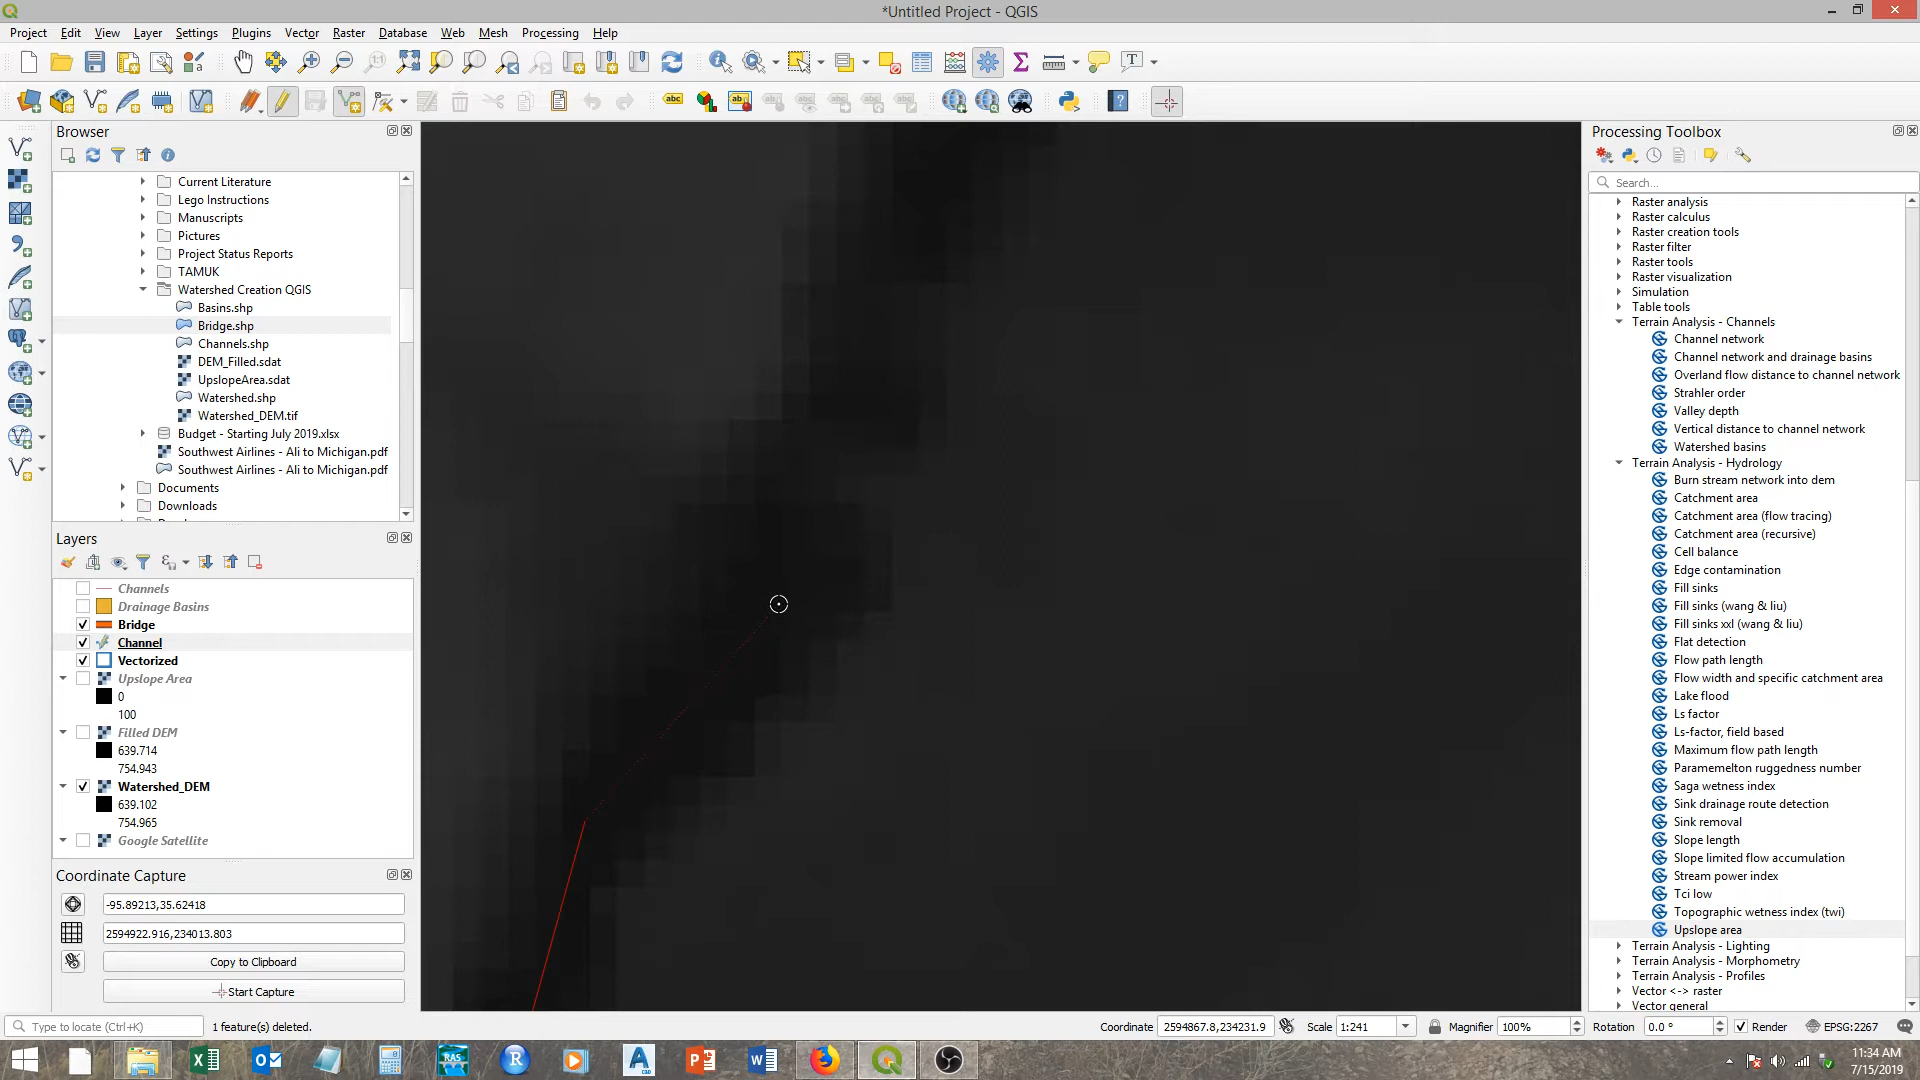 *Untitled Project - QGIS
Project Edit View Layer Settings Plugins Vector Raster Database Web Mesh Processing Help
Browser
Current Literature
Lego Instructions
Manuscripts
Pictures
Project Status Reports
TAMUK
Watershed Creation QGIS
Basins.shp
Bridge.shp
Channels.shp
DEM_Filled.sdat
UpslopeArea.sdat
Watershed.shp
Watershed_DEM.tif
Budget - Starting July 2019.xlsx
Southwest Airlines - Ali to Michigan.pdf
Southwest Airlines - Ali to Michigan.pdf
Documents
Downloads
Layers
Channels
Drainage Basins
Bridge
Channel
Vectorized
Upslope Area
0
100
Filled DEM
639.714
754.943
Watershed_DEM
639.102
754.965
Google Satellite
Coordinate Capture
-95.89213,35.62418
2594922.916,234013.803
Copy to Clipboard
Start Capture
Processing Toolbox
Search...
Raster analysis
Raster calculus
Raster creation tools
Raster filter
Raster tools
Raster visualization
Simulation
Table tools
Terrain Analysis - Channels
Channel network
Channel network and drainage basins
Overland flow distance to channel network
Strahler order
Valley depth
Vertical distance to channel network
Watershed basins
Terrain Analysis - Hydrology
Burn stream network into dem
Catchment area
Catchment area (flow tracing)
Catchment area (recursive)
Cell balance
Edge contamination
Fill sinks
Fill sinks (wang & liu)
Fill sinks xxl (wang & liu)
Flat detection
Flow path length
Flow width and specific catchment area
Lake flood
Ls factor
Ls-factor, field based
Maximum flow path length
Paramemelton ruggedness number
Saga wetness index
Sink drainage route detection
Sink removal
Slope length
Slope limited flow accumulation
Stream power index
Tci low
Topographic wetness index (twi)
Upslope area
Terrain Analysis - Lighting
Terrain Analysis - Morphometry
Terrain Analysis - Profiles
Vector <-> raster
Vector general
Type to locate (Ctrl+K) 1 feature(s) deleted. Coordinate 2594867.8,234231.9 Scale 1:241 Magnifier 100% Rotation 0.0 ° Render EPSG:2267
11:34 AM
7/15/2019